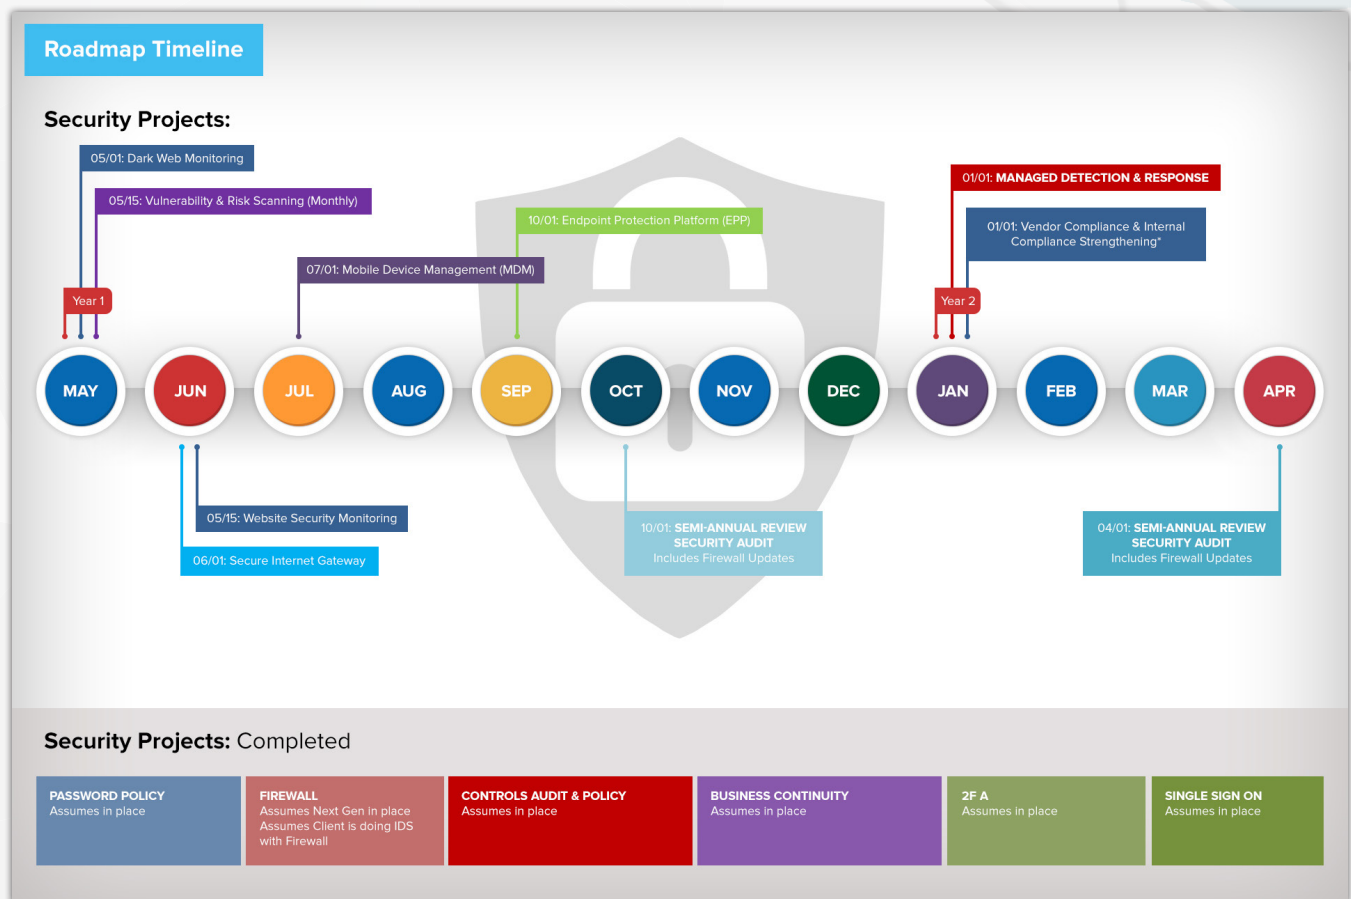 Roadmap Timeline
Security Projects:
05/01: Dark Web Monitoring
05/15: Vulnerability & Risk Scanning (Monthly)
10/01: Endpoint Protection Platform (EPP)
07/01: Mobile Device Management (MDM)
01/01: MANAGED DETECTION & RESPONSE
01/01: Vendor Compliance & Internal
Compliance Strengthening*
Year 1
Year 2
MAY
JUN
JUL
AUG
SEP
OCT
NOV
DEC
JAN
FEB
MAR
APR
05/15: Website Security Monitoring
06/01: Secure Internet Gateway
10/01: SEMI-ANNUAL REVIEW
SECURITY AUDIT
Includes Firewall Updates
04/01: SEMI-ANNUAL REVIEW
SECURITY AUDIT
Includes Firewall Updates
Security Projects: Completed
PASSWORD POLICY
Assumes in place
FIREWALL
Assumes Next Gen in place
Assumes Client is doing IDS
with Firewall
CONTROLS AUDIT & POLICY
Assumes in place
BUSINESS CONTINUITY
Assumes in place
2F A
Assumes in place
SINGLE SIGN ON
Assumes in place